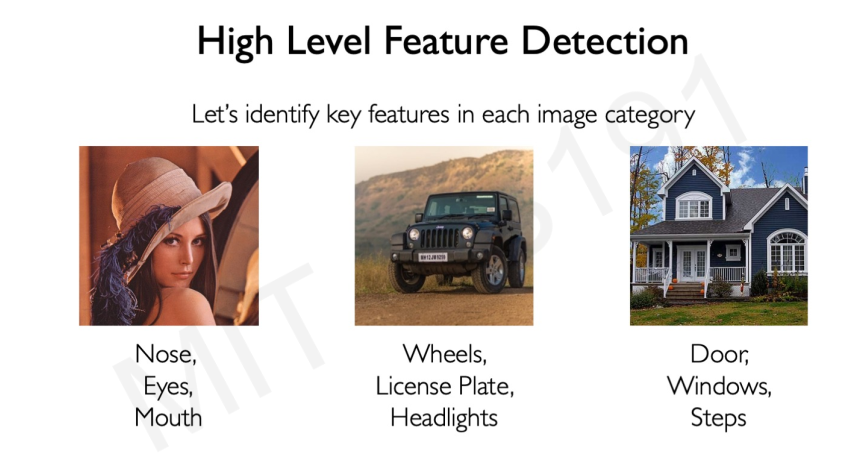 High Level Feature Detection
Let's identify key features in each image category
Nose,
Eyes,
Mouth
Wheels,
License Plate,
Headlights
Door,
Windows,
Steps